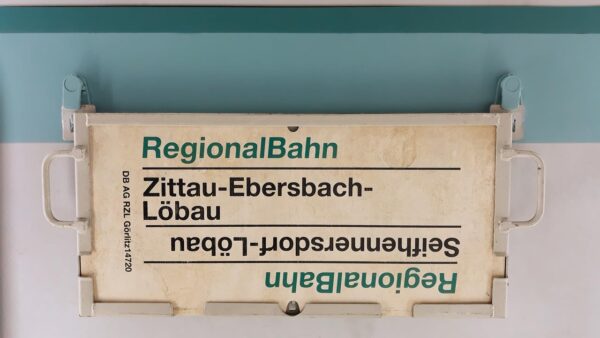 RegionalBahn
Zittau-Ebersbach-
Löbau
Seifhennersdorf-Löbau
RegionalBahn
DB AG RZL Görlitz14720